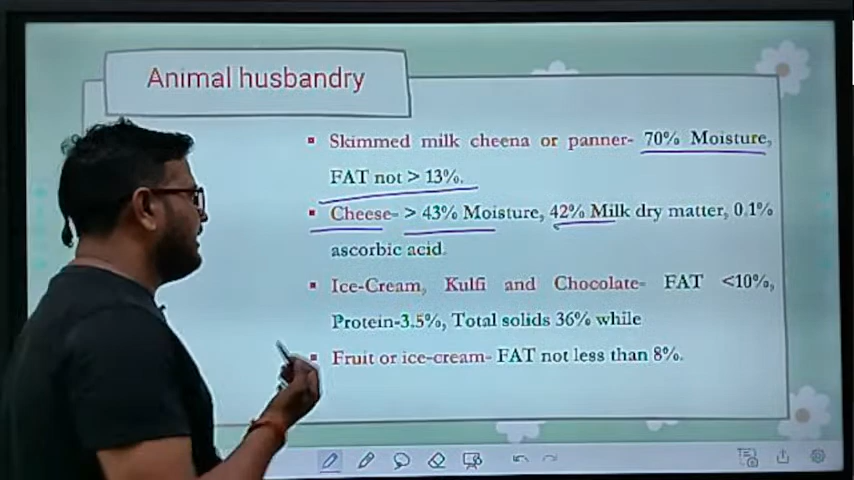 Animal husbandry
▪ Skimmed milk cheena or panner- 70% Moisture,
FAT not > 13%.
▪ Cheese- > 43% Moisture, 42% Milk dry matter, 0.1%
ascorbic acid.
▪ Ice-Cream, Kulfi and Chocolate- FAT <10%,
Protein-3.5%, Total solids 36% while
▪ Fruit or ice-cream- FAT not less than 8%.